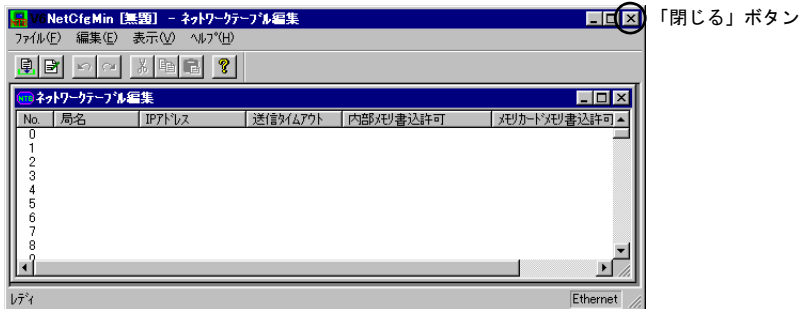 NetCfgMin [無題] - ネットワークテーブル編集
「閉じる」ボタン
ファイル(F) 編集(E) 表示(V) ヘルプ(H)
NTB ネットワークテーブル編集
No. 局名 IPアドレス 送信タイムアウト 内部メモリ書込許可 メモリカードメモリ書込許可
0
1
2
3
4
5
6
7
8
9
レディ Ethernet